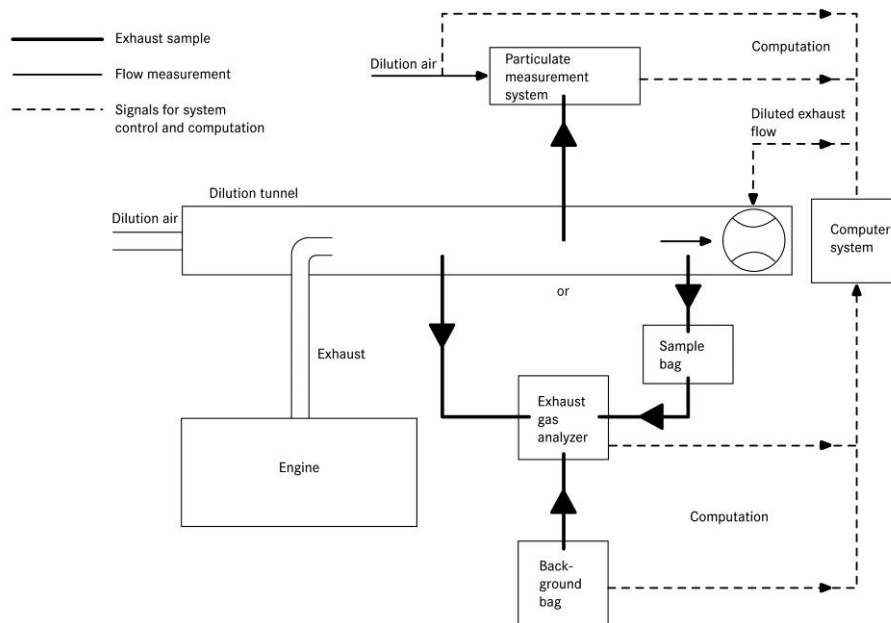 Exhaust sample
Flow measurement
Signals for system
control and computation
Dilution air
Particulate
measurement
system
Computation
Diluted exhaust
flow
Dilution tunnel
Dilution air
Computer
system
or
Exhaust
Sample
bag
Exhaust
gas
analyzer
Engine
Computation
Back-
ground
bag